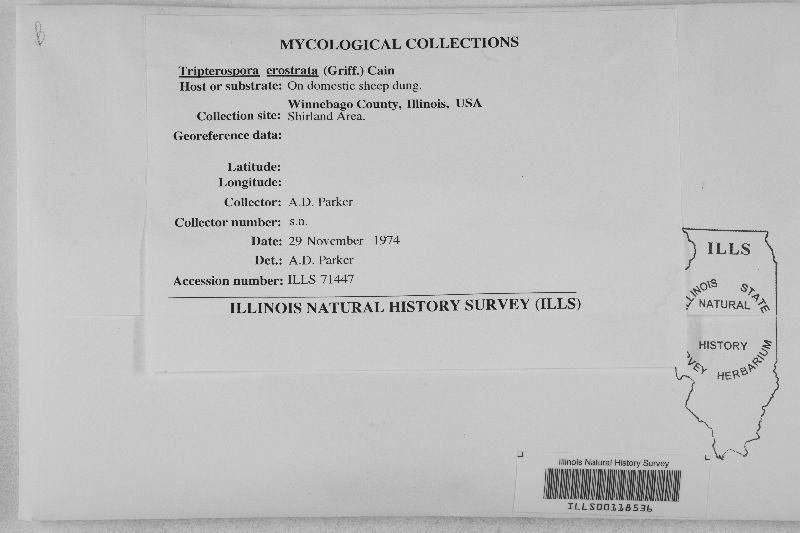 B
MYCOLOGICAL COLLECTIONS
Tripterospora erostrata (Griff.) Cain
Host or substrate: On domestic sheep dung.
Winnebago County, Illinois, USA
Collection site: Shirland Area.
Georeference data:
Latitude:
Longitude:
Collector: A.D. Parker
Collector number: s.n.
Date: 29 November 1974
Det.: A.D. Parker
Accession number: ILLS 71447
ILLINOIS NATURAL HISTORY SURVEY (ILLS)
ILLS
ILLINOIS STATE
NATURAL
HISTORY
RVEY HERBARIUM
Illinois Natural History Survey
ILLS00118536